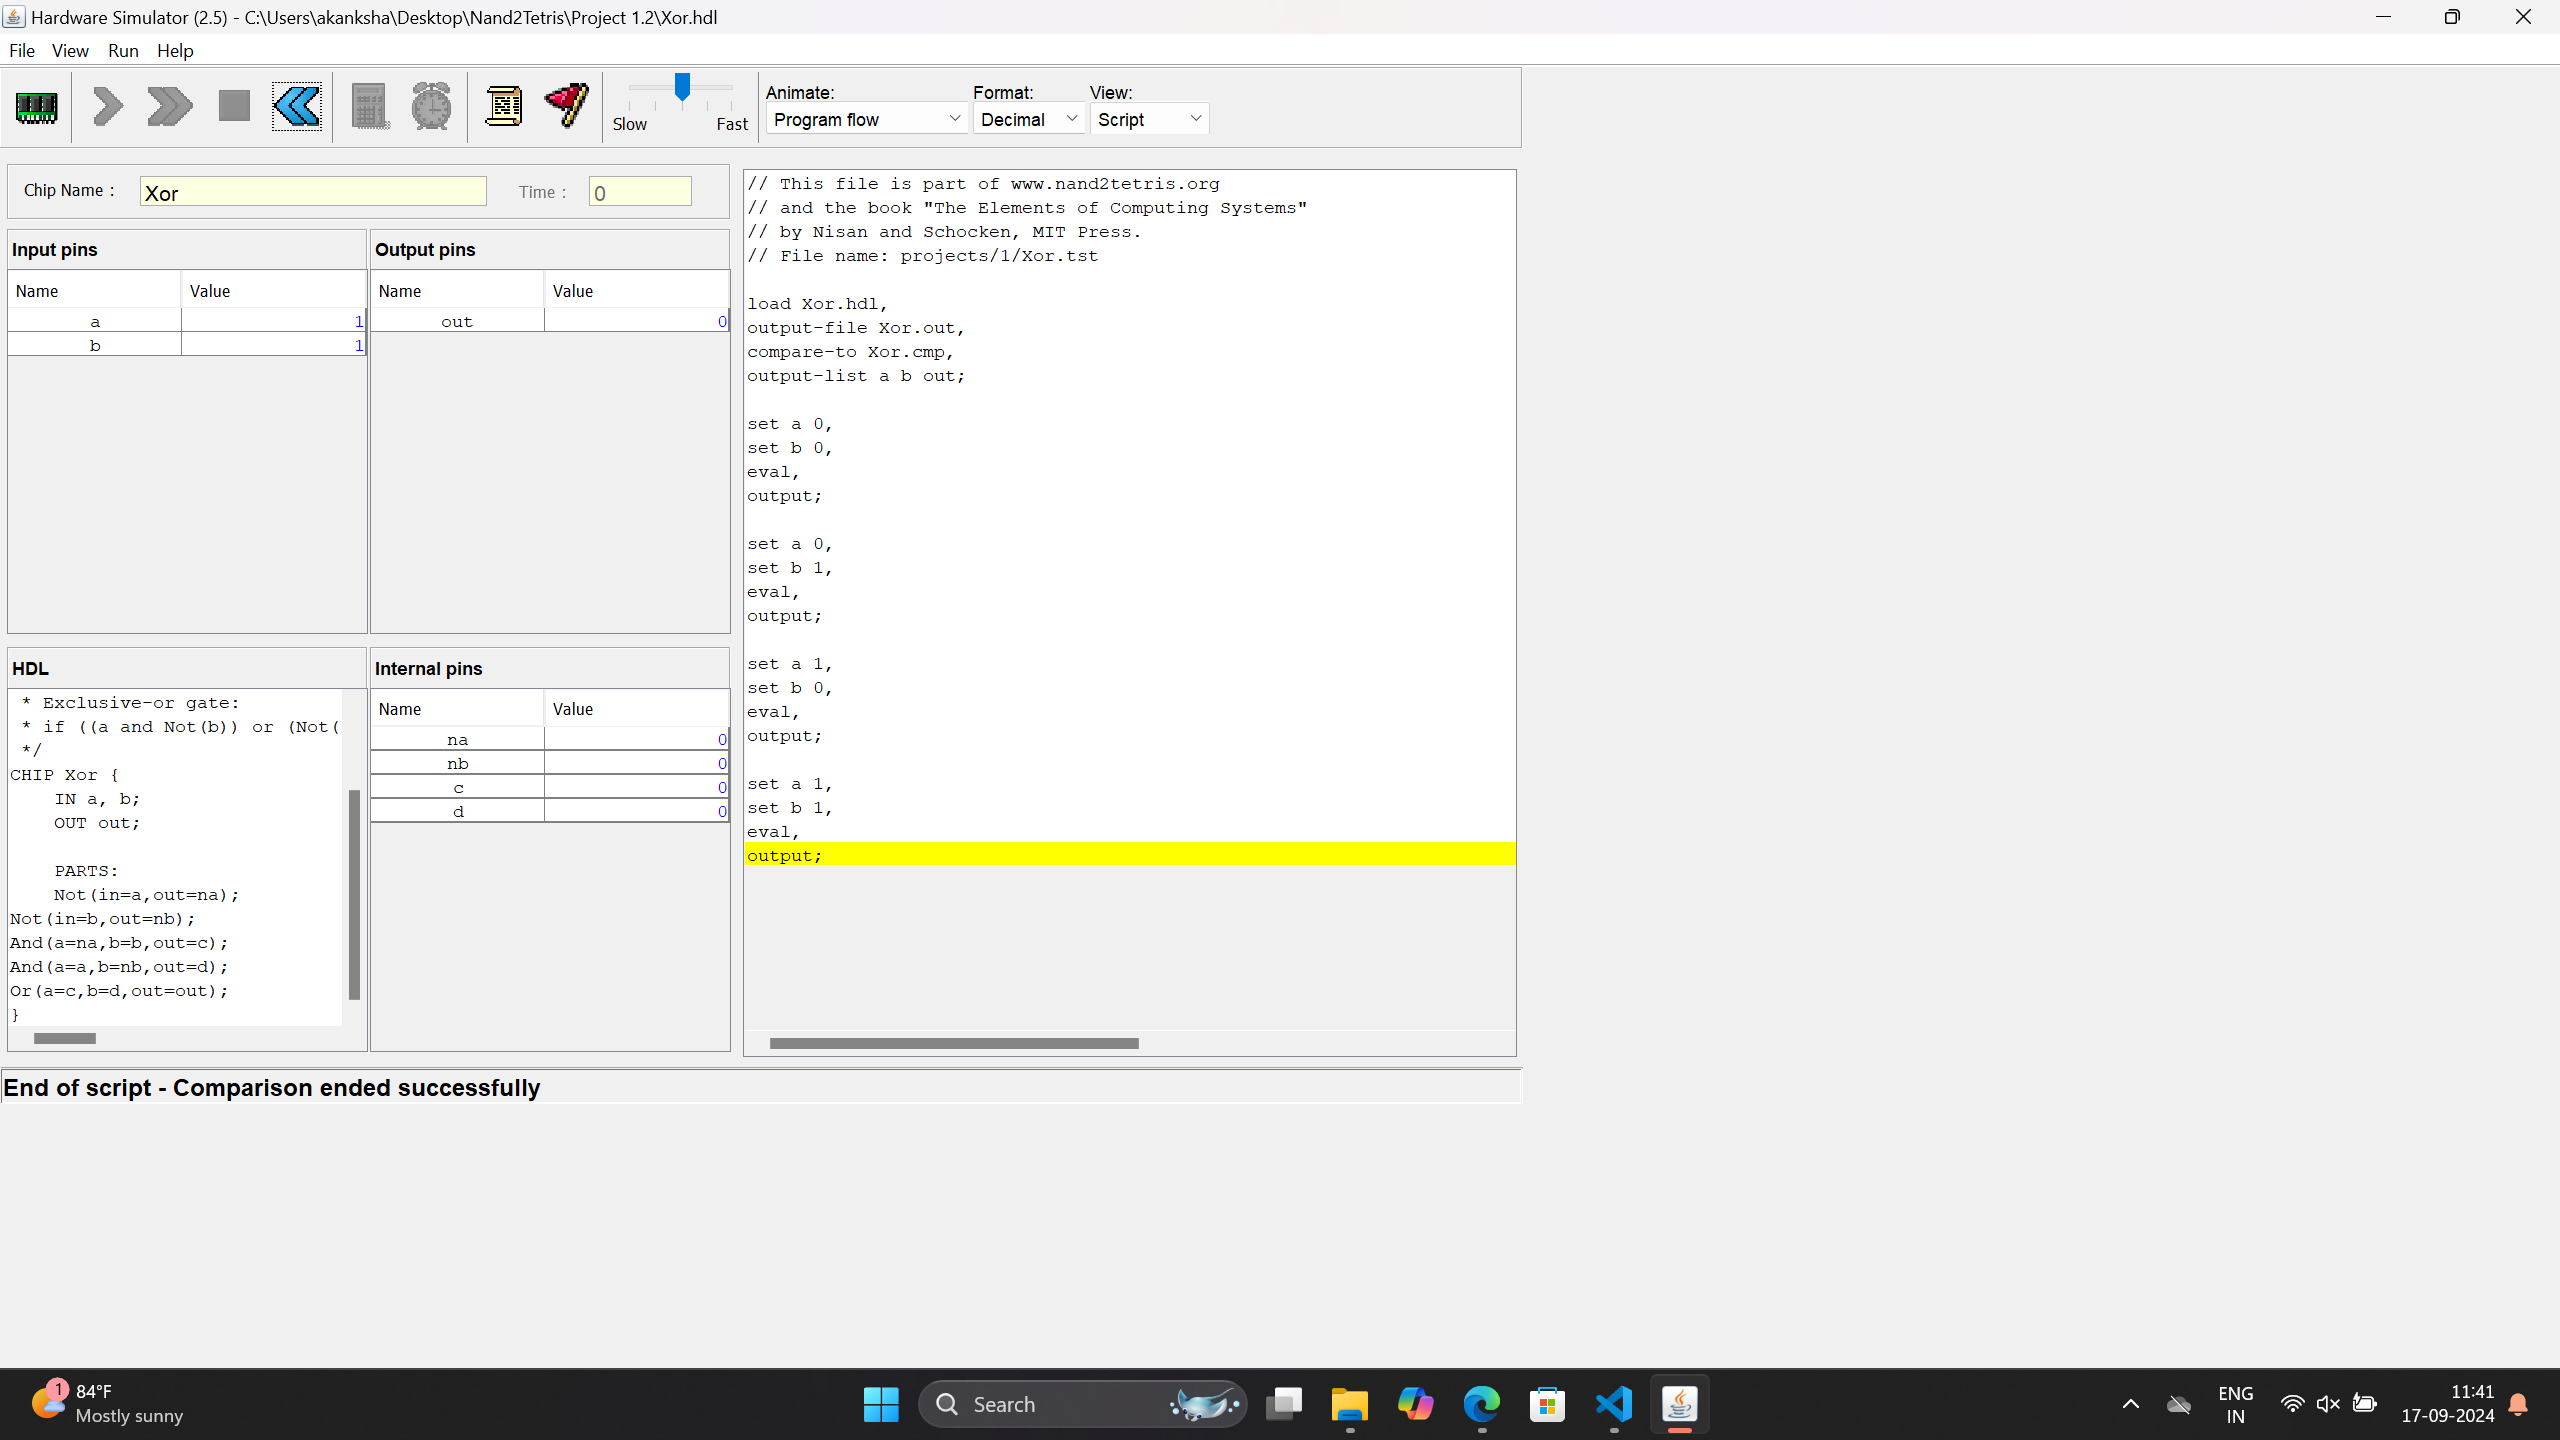 Hardware Simulator (2.5) - C:\Users\akanksha\Desktop\Nand2Tetris\Project 1.2\Xor.hdl
File View Run Help
Slow Fast
Animate: Format: View:
Program flow Decimal Script
Chip Name : Xor Time : 0
Input pins
Name Value
a 1
b 1
Output pins
Name Value
out 0
HDL
* Exclusive-or gate:
* if ((a and Not(b)) or (Not(
*/
CHIP Xor {
IN a, b;
OUT out;
PARTS:
Not(in=a,out=na);
Not(in=b,out=nb);
And(a=na,b=b,out=c);
And(a=a,b=nb,out=d);
Or(a=c,b=d,out=out);
}
Internal pins
Name Value
na 0
nb 0
c 0
d 0
// This file is part of www.nand2tetris.org
// and the book "The Elements of Computing Systems"
// by Nisan and Schocken, MIT Press.
// File name: projects/1/Xor.tst
load Xor.hdl,
output-file Xor.out,
compare-to Xor.cmp,
output-list a b out;
set a 0,
set b 0,
eval,
output;
set a 0,
set b 1,
eval,
output;
set a 1,
set b 0,
eval,
output;
set a 1,
set b 1,
eval,
output;
End of script - Comparison ended successfully
1
84°F
Mostly sunny
Search
ENG
IN
11:41
17-09-2024